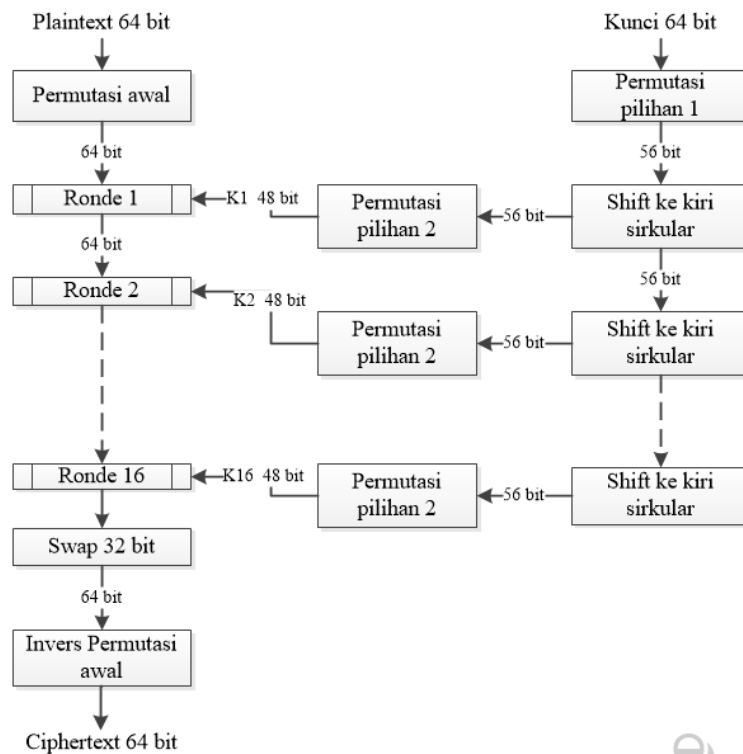 Plaintext 64 bit
Kunci 64 bit
Permutasi awal
Permutasi
pilihan 1
64 bit
56 bit
Ronde 1
K1 48 bit
Permutasi
pilihan 2
56 bit
Shift ke kiri
sirkular
64 bit
56 bit
Ronde 2
K2 48 bit
Permutasi
pilihan 2
56 bit
Shift ke kiri
sirkular
Ronde 16
K16 48 bit
Permutasi
pilihan 2
56 bit
Shift ke kiri
sirkular
Swap 32 bit
64 bit
Invers Permutasi
awal
Ciphertext 64 bit